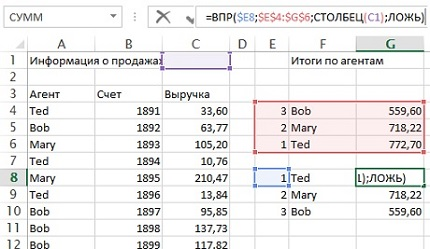 СУММ =ВПР($E8;$E$4:$G$6;СТОЛБЕЦ(C1);ЛОЖЬ)
A B C D E F G
1 Информация о продажа Итоги по агентам
2
3 Агент Счет Выручка
4 Ted 1891 33,60 3 Bob 559,60
5 Bob 1892 63,77 2 Mary 718,22
6 Mary 1893 105,20 1 Ted 772,70
7 Ted 1894 10,76
8 Mary 1895 210,47 1 Ted 1);ЛОЖЬ)
9 Ted 1896 13,84 2 Mary 718,22
10 Bob 1897 95,85 3 Bob 559,60
11 Bob 1898 137,73
12 Bob 1899 117,82